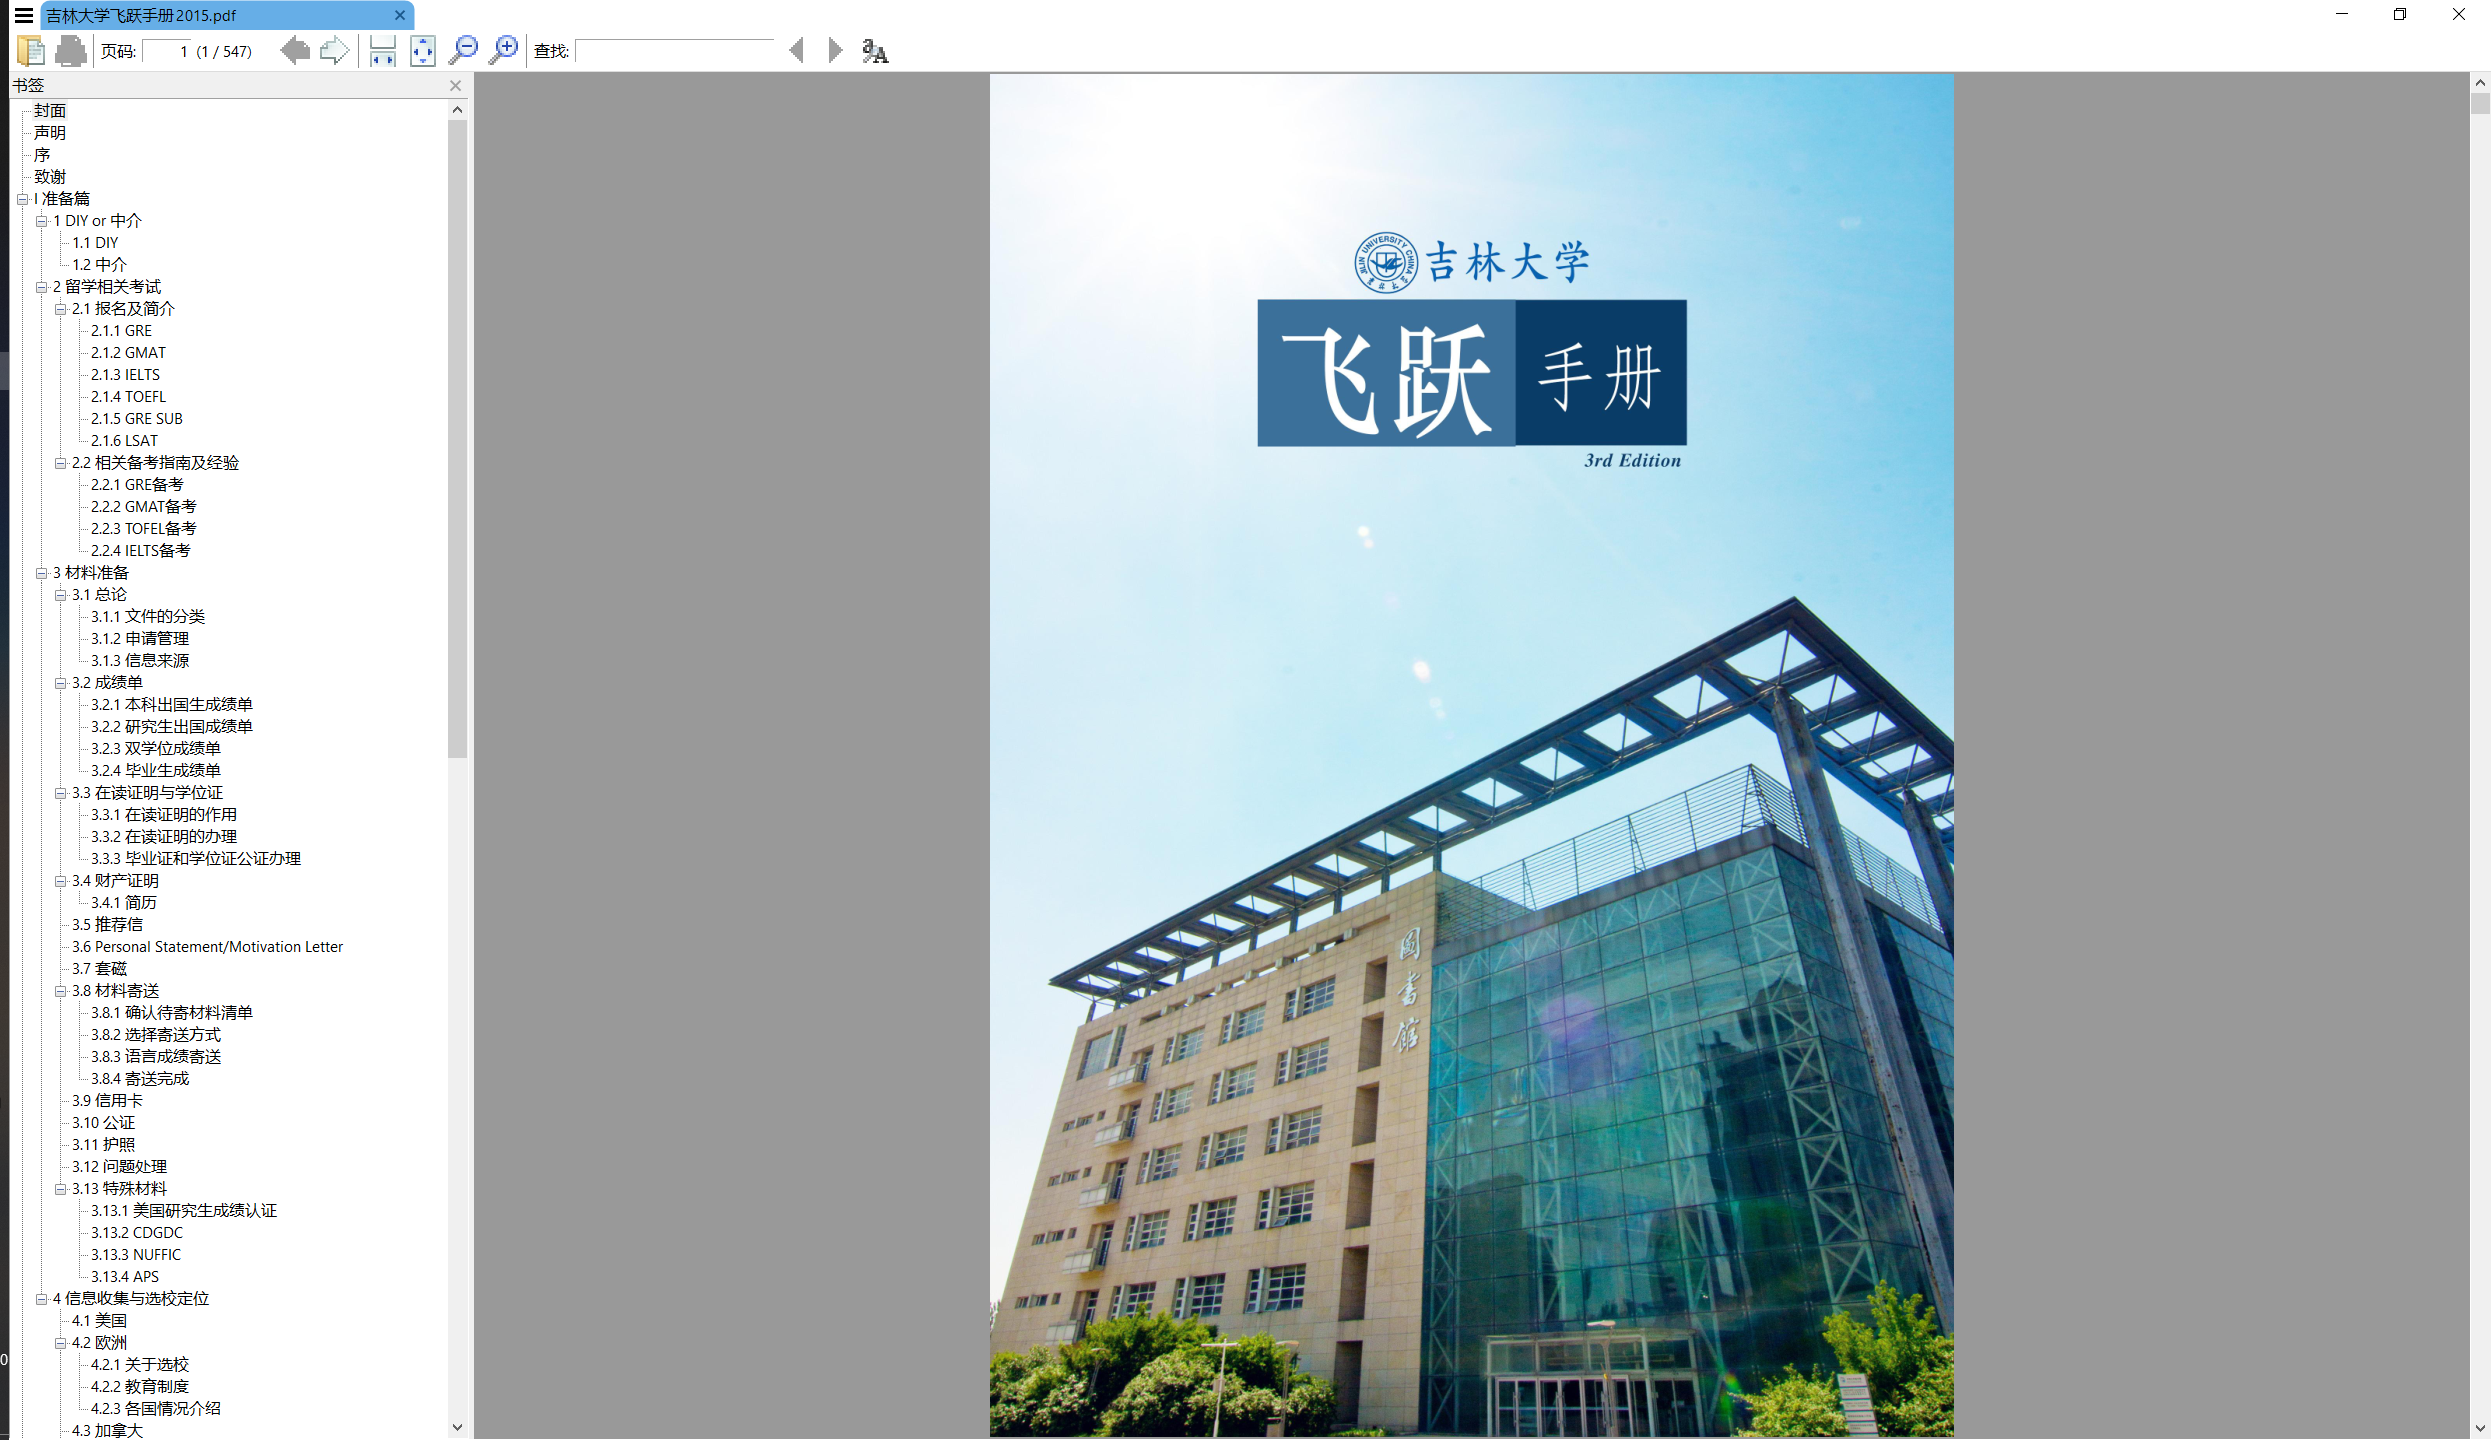 吉林大学飞跃手册2015.pdf
页码: 1 (1 / 547) 查找:
书签
封面
声明
序
致谢
I 准备篇
1 DIY or 中介
1.1 DIY
1.2 中介
2 留学相关考试
2.1 报名及简介
2.1.1 GRE
2.1.2 GMAT
2.1.3 IELTS
2.1.4 TOEFL
2.1.5 GRE SUB
2.1.6 LSAT
2.2 相关备考指南及经验
2.2.1 GRE备考
2.2.2 GMAT备考
2.2.3 TOFEL备考
2.2.4 IELTS备考
3 材料准备
3.1 总论
3.1.1 文件的分类
3.1.2 申请管理
3.1.3 信息来源
3.2 成绩单
3.2.1 本科出国生成绩单
3.2.2 研究生出国成绩单
3.2.3 双学位成绩单
3.2.4 毕业生成绩单
3.3 在读证明与学位证
3.3.1 在读证明的作用
3.3.2 在读证明的办理
3.3.3 毕业证和学位证公证办理
3.4 财产证明
3.4.1 简历
3.5 推荐信
3.6 Personal Statement/Motivation Letter
3.7 套磁
3.8 材料寄送
3.8.1 确认待寄材料清单
3.8.2 选择寄送方式
3.8.3 语言成绩寄送
3.8.4 寄送完成
3.9 信用卡
3.10 公证
3.11 护照
3.12 问题处理
3.13 特殊材料
3.13.1 美国研究生成绩认证
3.13.2 CDGDC
3.13.3 NUFFIC
3.13.4 APS
4 信息收集与选校定位
4.1 美国
4.2 欧洲
4.2.1 关于选校
4.2.2 教育制度
4.2.3 各国情况介绍
4.3 加拿大
JILIN UNIVERSITY CHINA
吉林大学
吉林大学
飞跃 手册
3rd Edition
圖書館